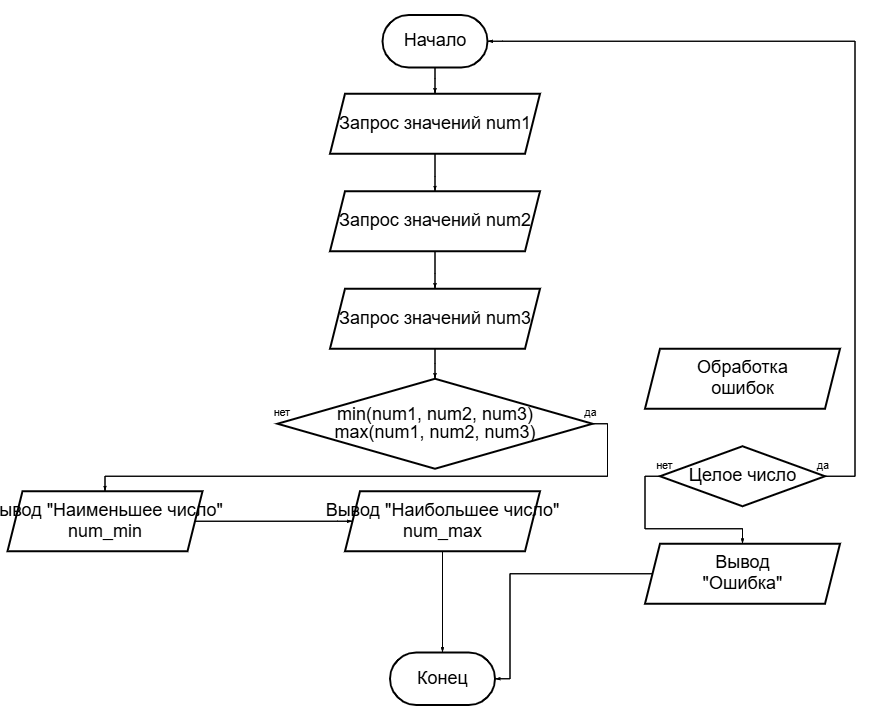 Начало
Запрос значений num1
Запрос значений num2
Запрос значений num3
Обработка
ошибок
нет
min(num1, num2, num3)
max(num1, num2, num3)
да
нет
Целое число
да
ывод "Наименьшее число"
num_min
Вывод "Наибольшее число"
num_max
Вывод
"Ошибка"
Конец